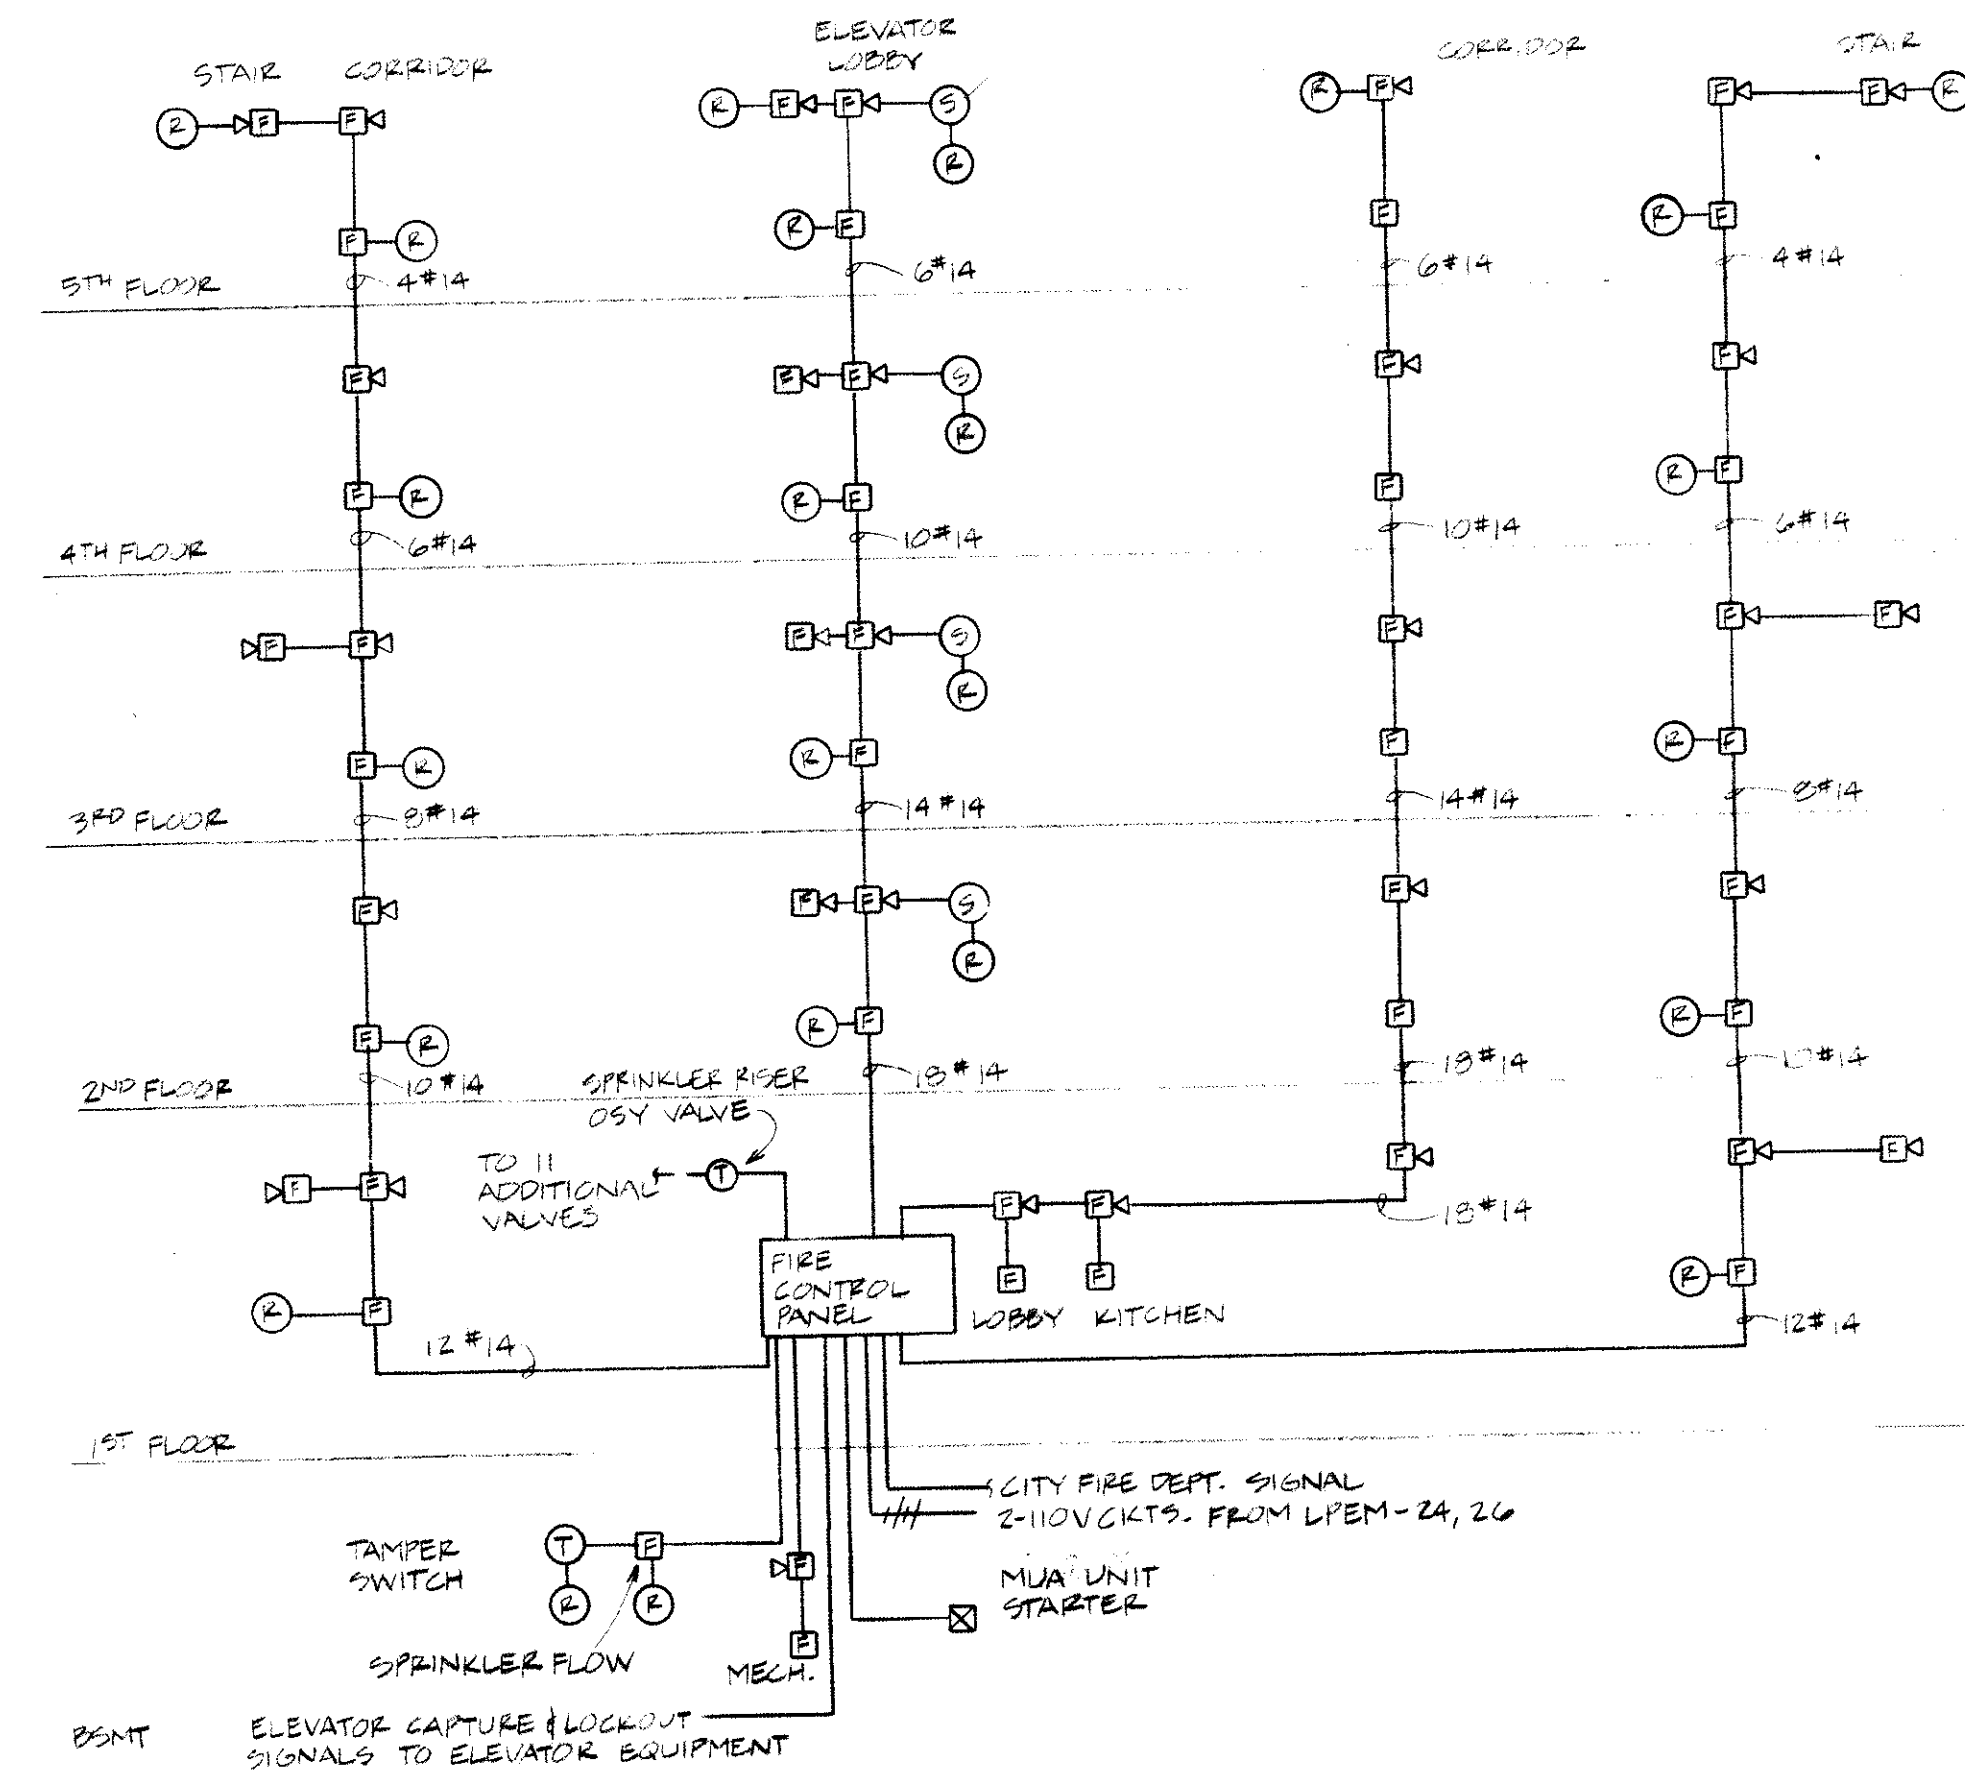 ELEVATOR
LOBBY
STAIR CORRIDOR CORRIDOR STAIR
R F F R F F S R F F F R
R
F R R F F R F
5TH FLOOR 4#14 6#14 6#14 4#14
F F F S F F
R
F R R F F R F
4TH FLOOR 6#14 10#14 10#14 6#14
F F F F S F F F
R
F R R F F R F
3RD FLOOR 8#14 14#14 14#14 8#14
F F F S F F
R
F R R F F R F
2ND FLOOR 10#14 18#14 18#14 10#14
SPRINKLER RISER
OSY VALVE
TO 11
ADDITIONAL
VALVES
T
F F F F F
F F 18#14
F F
LOBBY KITCHEN
FIRE
CONTROL
PANEL
R F R F
12#14 12#14
1ST FLOOR
CITY FIRE DEPT. SIGNAL
2-110V CKTS. FROM LPEM-24, 26
TAMPER
SWITCH
T F F
R R
F
MUA UNIT
STARTER
SPRINKLER FLOW
MECH.
BSMT
ELEVATOR CAPTURE & LOCKOUT
SIGNALS TO ELEVATOR EQUIPMENT